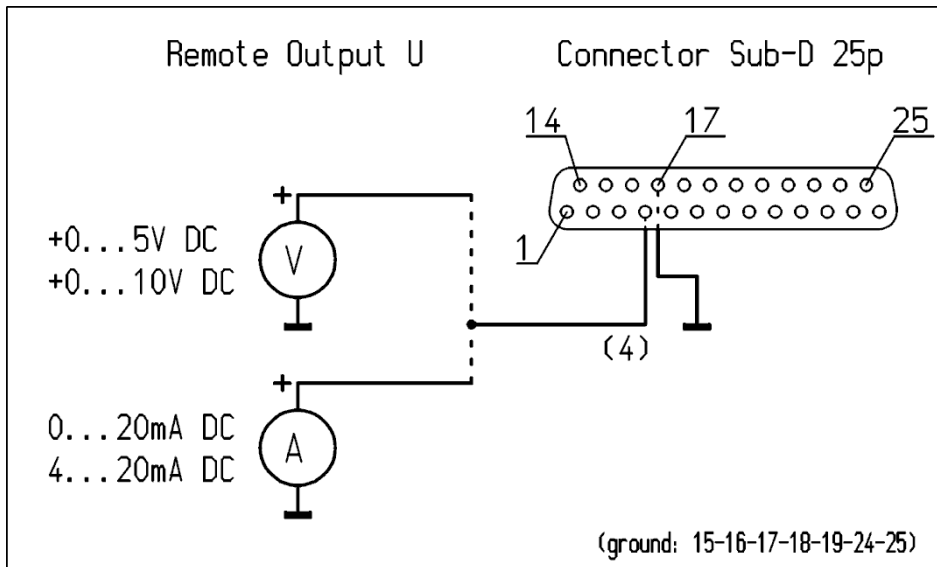 Remote Output U
Connector Sub-D 25p
14
17
25
1
+
V
+0...5V DC
+0...10V DC
(4)
+
A
0...20mA DC
4...20mA DC
(ground: 15-16-17-18-19-24-25)